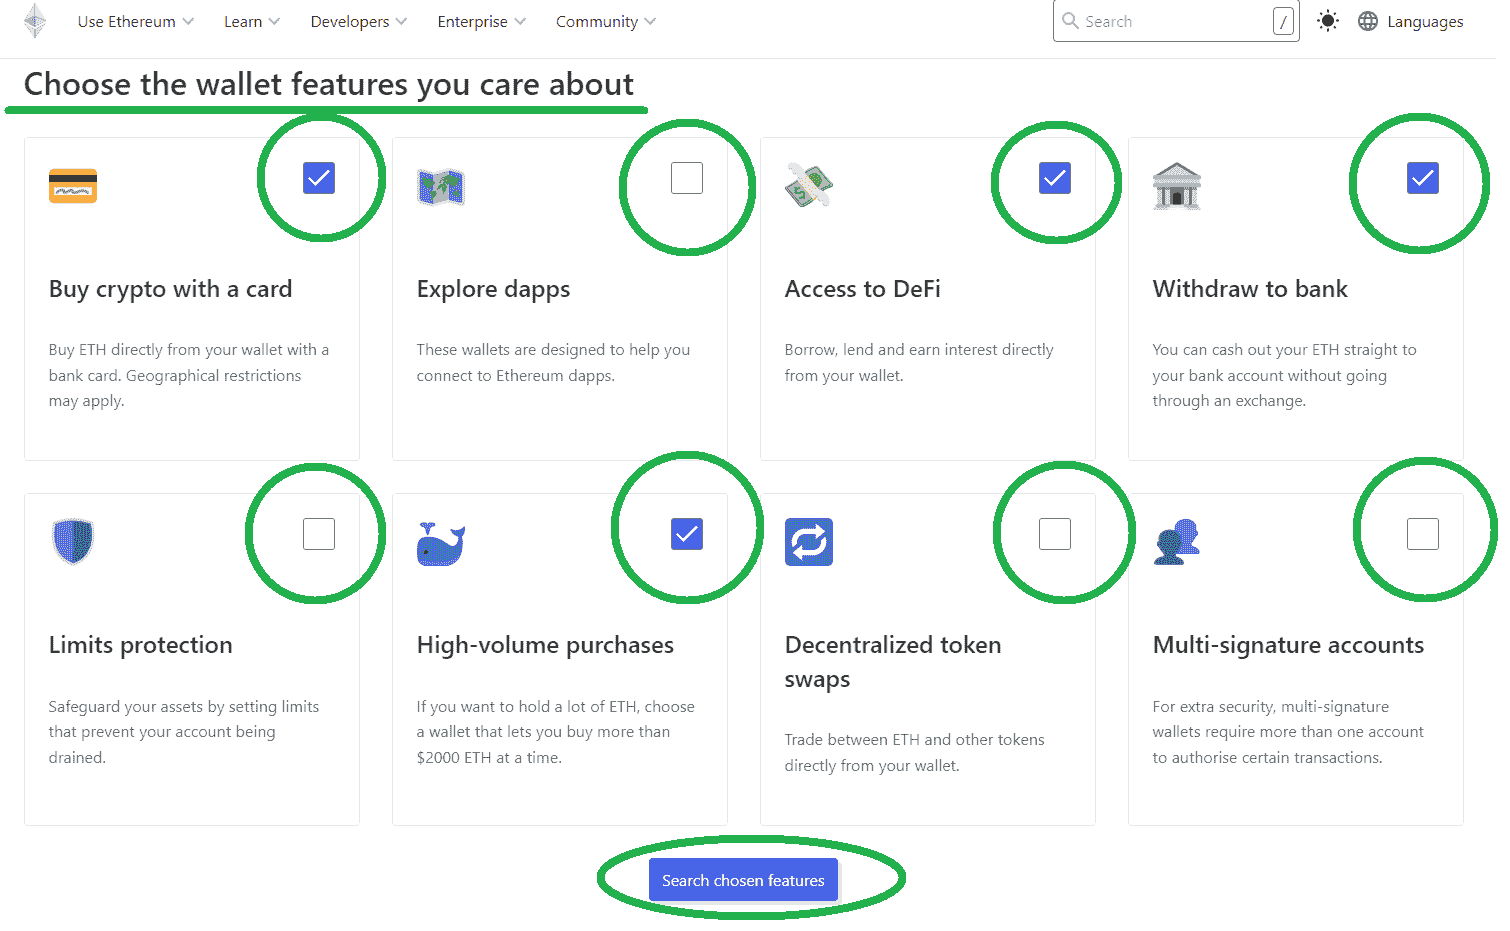 Use Ethereum Learn Developers Enterprise Community Search / Languages
Choose the wallet features you care about
Buy crypto with a card
Buy ETH directly from your wallet with a
bank card. Geographical restrictions
may apply.
Explore dapps
These wallets are designed to help you
connect to Ethereum dapps.
Access to DeFi
Borrow, lend and earn interest directly
from your wallet.
Withdraw to bank
You can cash out your ETH straight to
your bank account without going
through an exchange.
Limits protection
Safeguard your assets by setting limits
that prevent your account being
drained.
High-volume purchases
If you want to hold a lot of ETH, choose
a wallet that lets you buy more than
$2000 ETH at a time.
Decentralized token
swaps
Trade between ETH and other tokens
directly from your wallet.
Multi-signature accounts
For extra security, multi-signature
wallets require more than one account
to authorise certain transactions.
Search chosen features